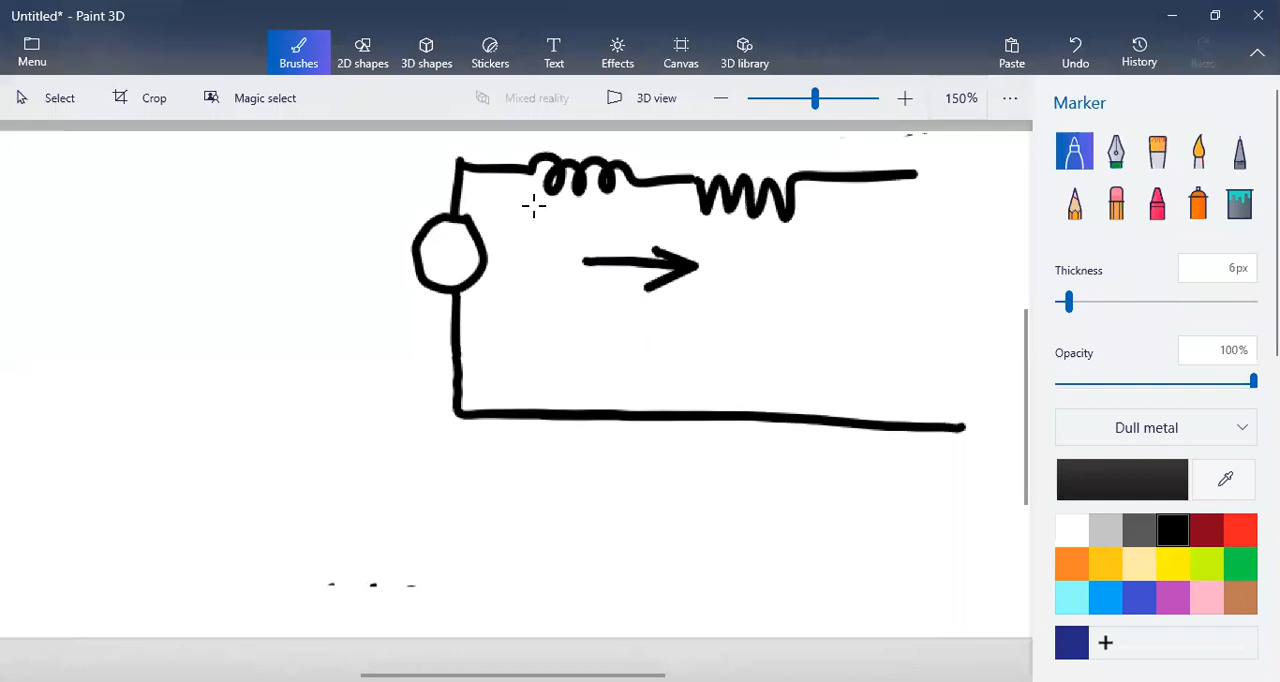 Untitled* - Paint 3D
Menu
Brushes
2D shapes
3D shapes
Stickers
Text
Effects
Canvas
3D library
Paste
Undo
History
Redo
Select
Crop
Magic select
Mixed reality
3D view
150%
Marker
Thickness
6px
Opacity
100%
Dull metal